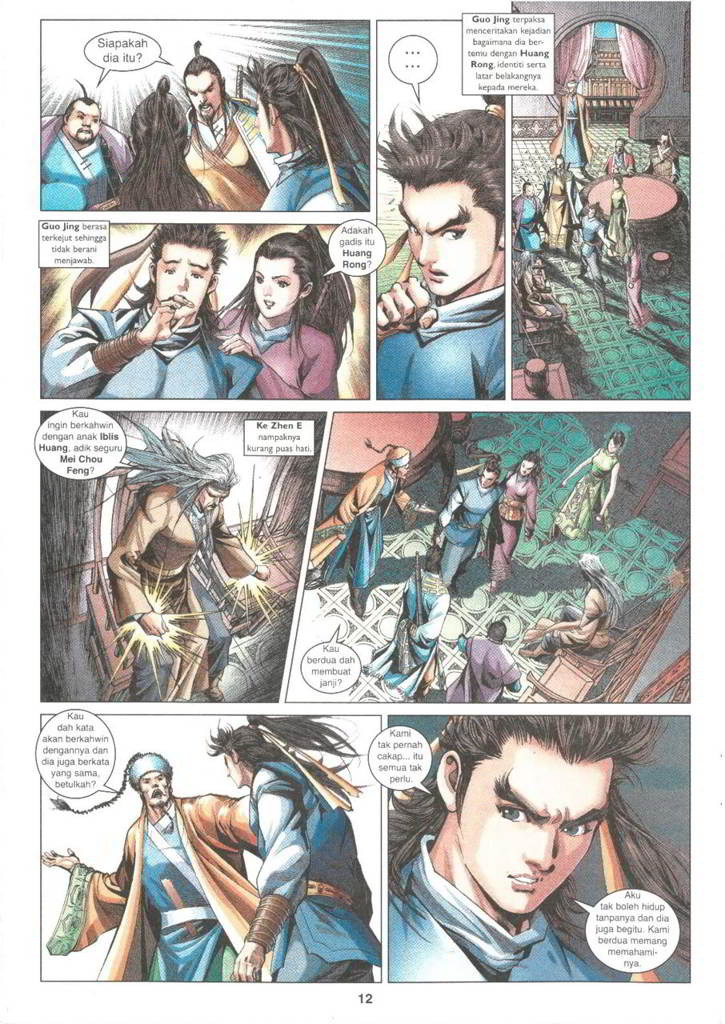 Siapakah
dia itu?
Guo Jing berasa
terkejut sehingga
tidak berani
menjawab.
Adakah
gadis itu
Huang
Rong?
...
...
Guo Jing terpaksa
menceritakan kejadian
bagaimana dia ber-
temu dengan Huang
Rong, identiti serta
latar belakangnya
kepada mereka.
Kau
ingin berkahwin
dengan anak Iblis
Huang, adik seguru
Mei Chou
Feng?
Ke Zhen E
nampaknya
kurang puas hati.
Kau
berdua dah
membuat
janji?
Kau
dah kata
akan berkahwin
dengannya dan
dia juga berkata
yang sama,
betulkah?
Kami
tak pernah
cakap... itu
semua tak
perlu.
Aku
tak boleh hidup
tanpanya dan dia
juga begitu. Kami
berdua memang
memahami-
nya.
12